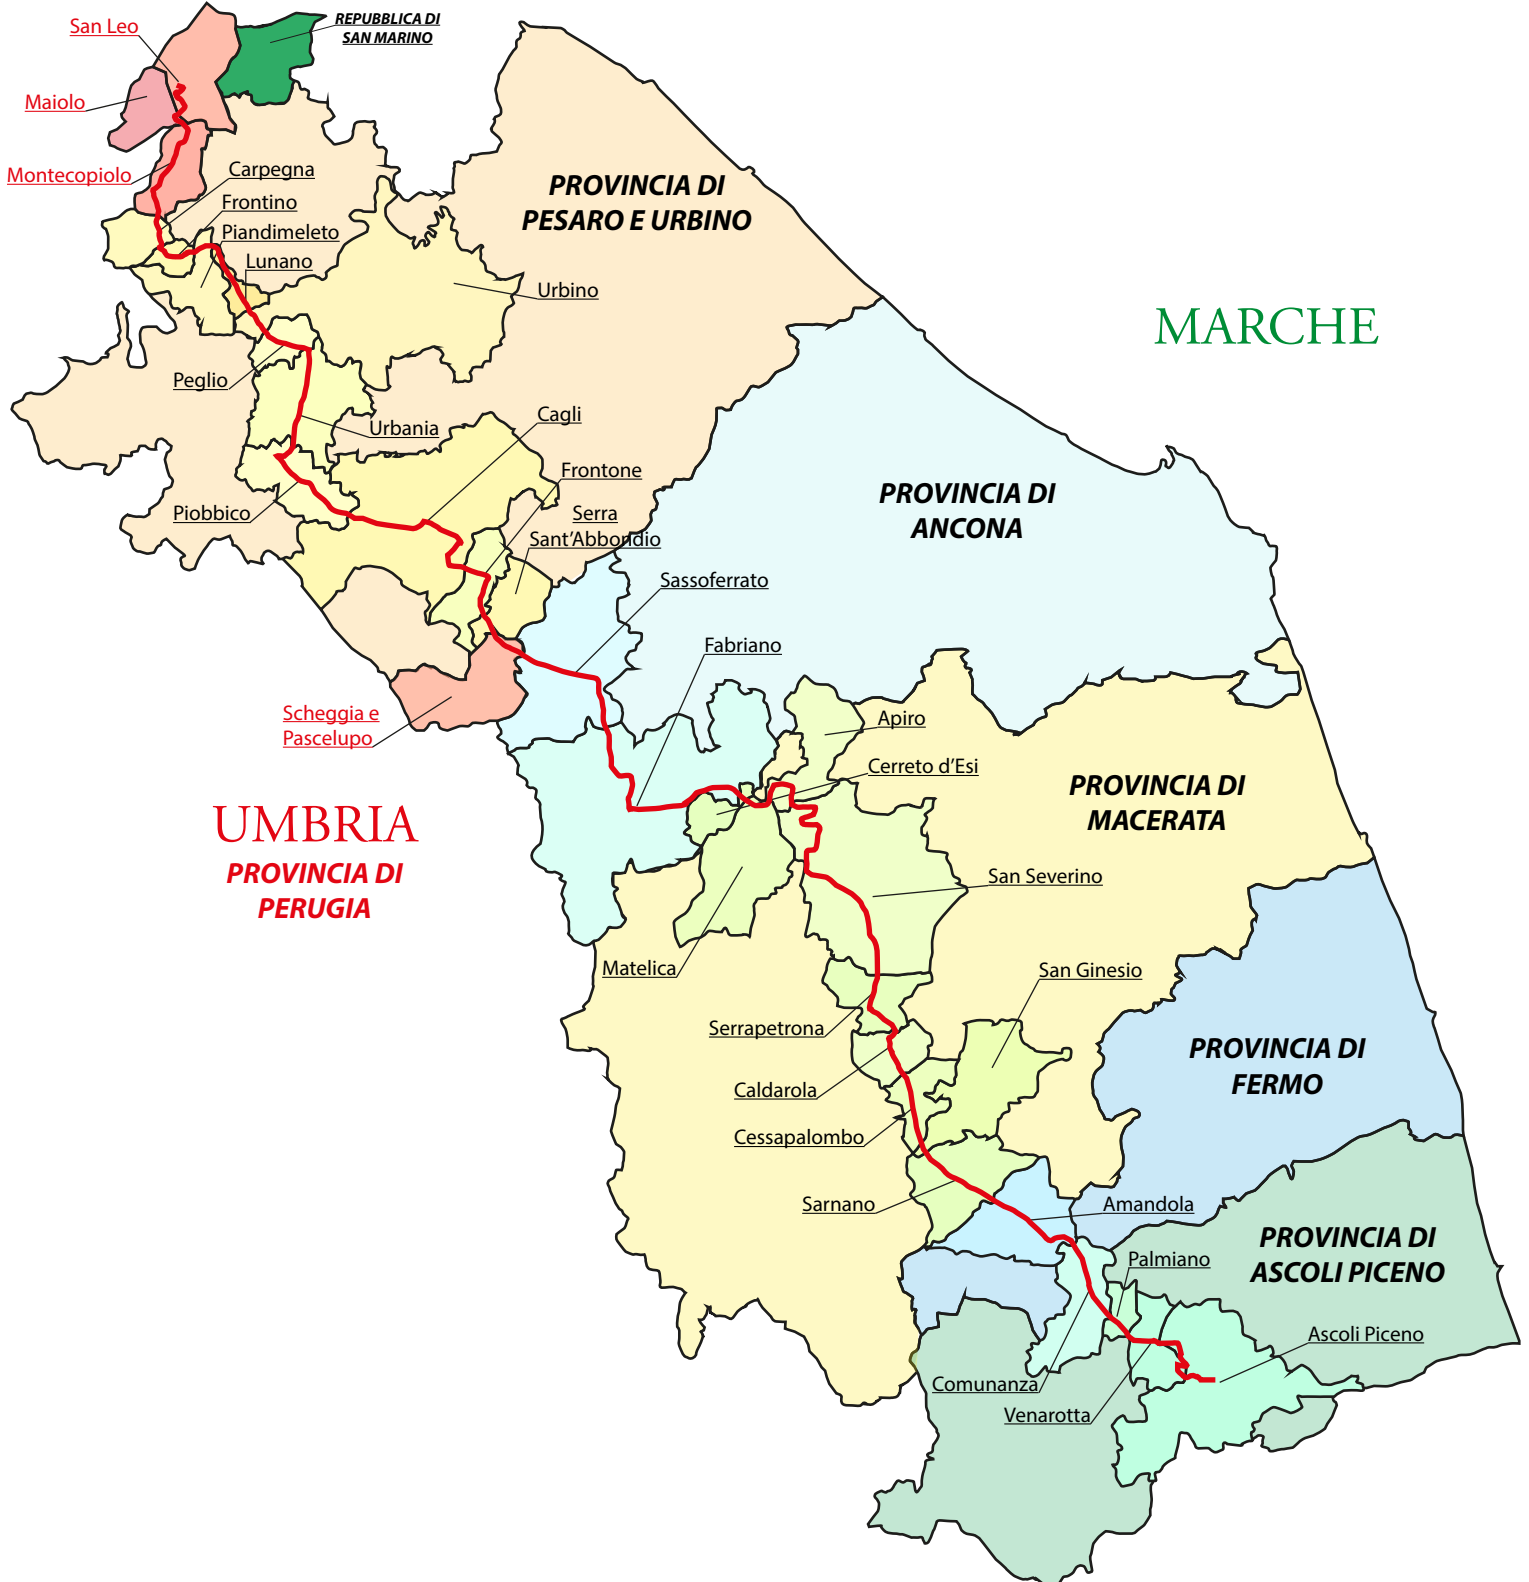 San Leo
REPUBBLICA DI
SAN MARINO
Maiolo
Montecopiolo
Carpegna
Frontino
Piandimeleto
Lunano
PROVINCIA DI
PESARO E URBINO
Urbino
MARCHE
Peglio
Urbania
Cagli
Frontone
Piobbico
Serra
Sant'Abbondio
PROVINCIA DI
ANCONA
Sassoferrato
Fabriano
Scheggia e
Pascelupo
Apiro
Cerreto d'Esi
UMBRIA
PROVINCIA DI
PERUGIA
PROVINCIA DI
MACERATA
San Severino
Matelica
San Ginesio
Serrapetrona
PROVINCIA DI
FERMO
Caldarola
Cessapalombo
Sarnano
Amandola
Palmiano
PROVINCIA DI
ASCOLI PICENO
Ascoli Piceno
Comunanza
Venarotta